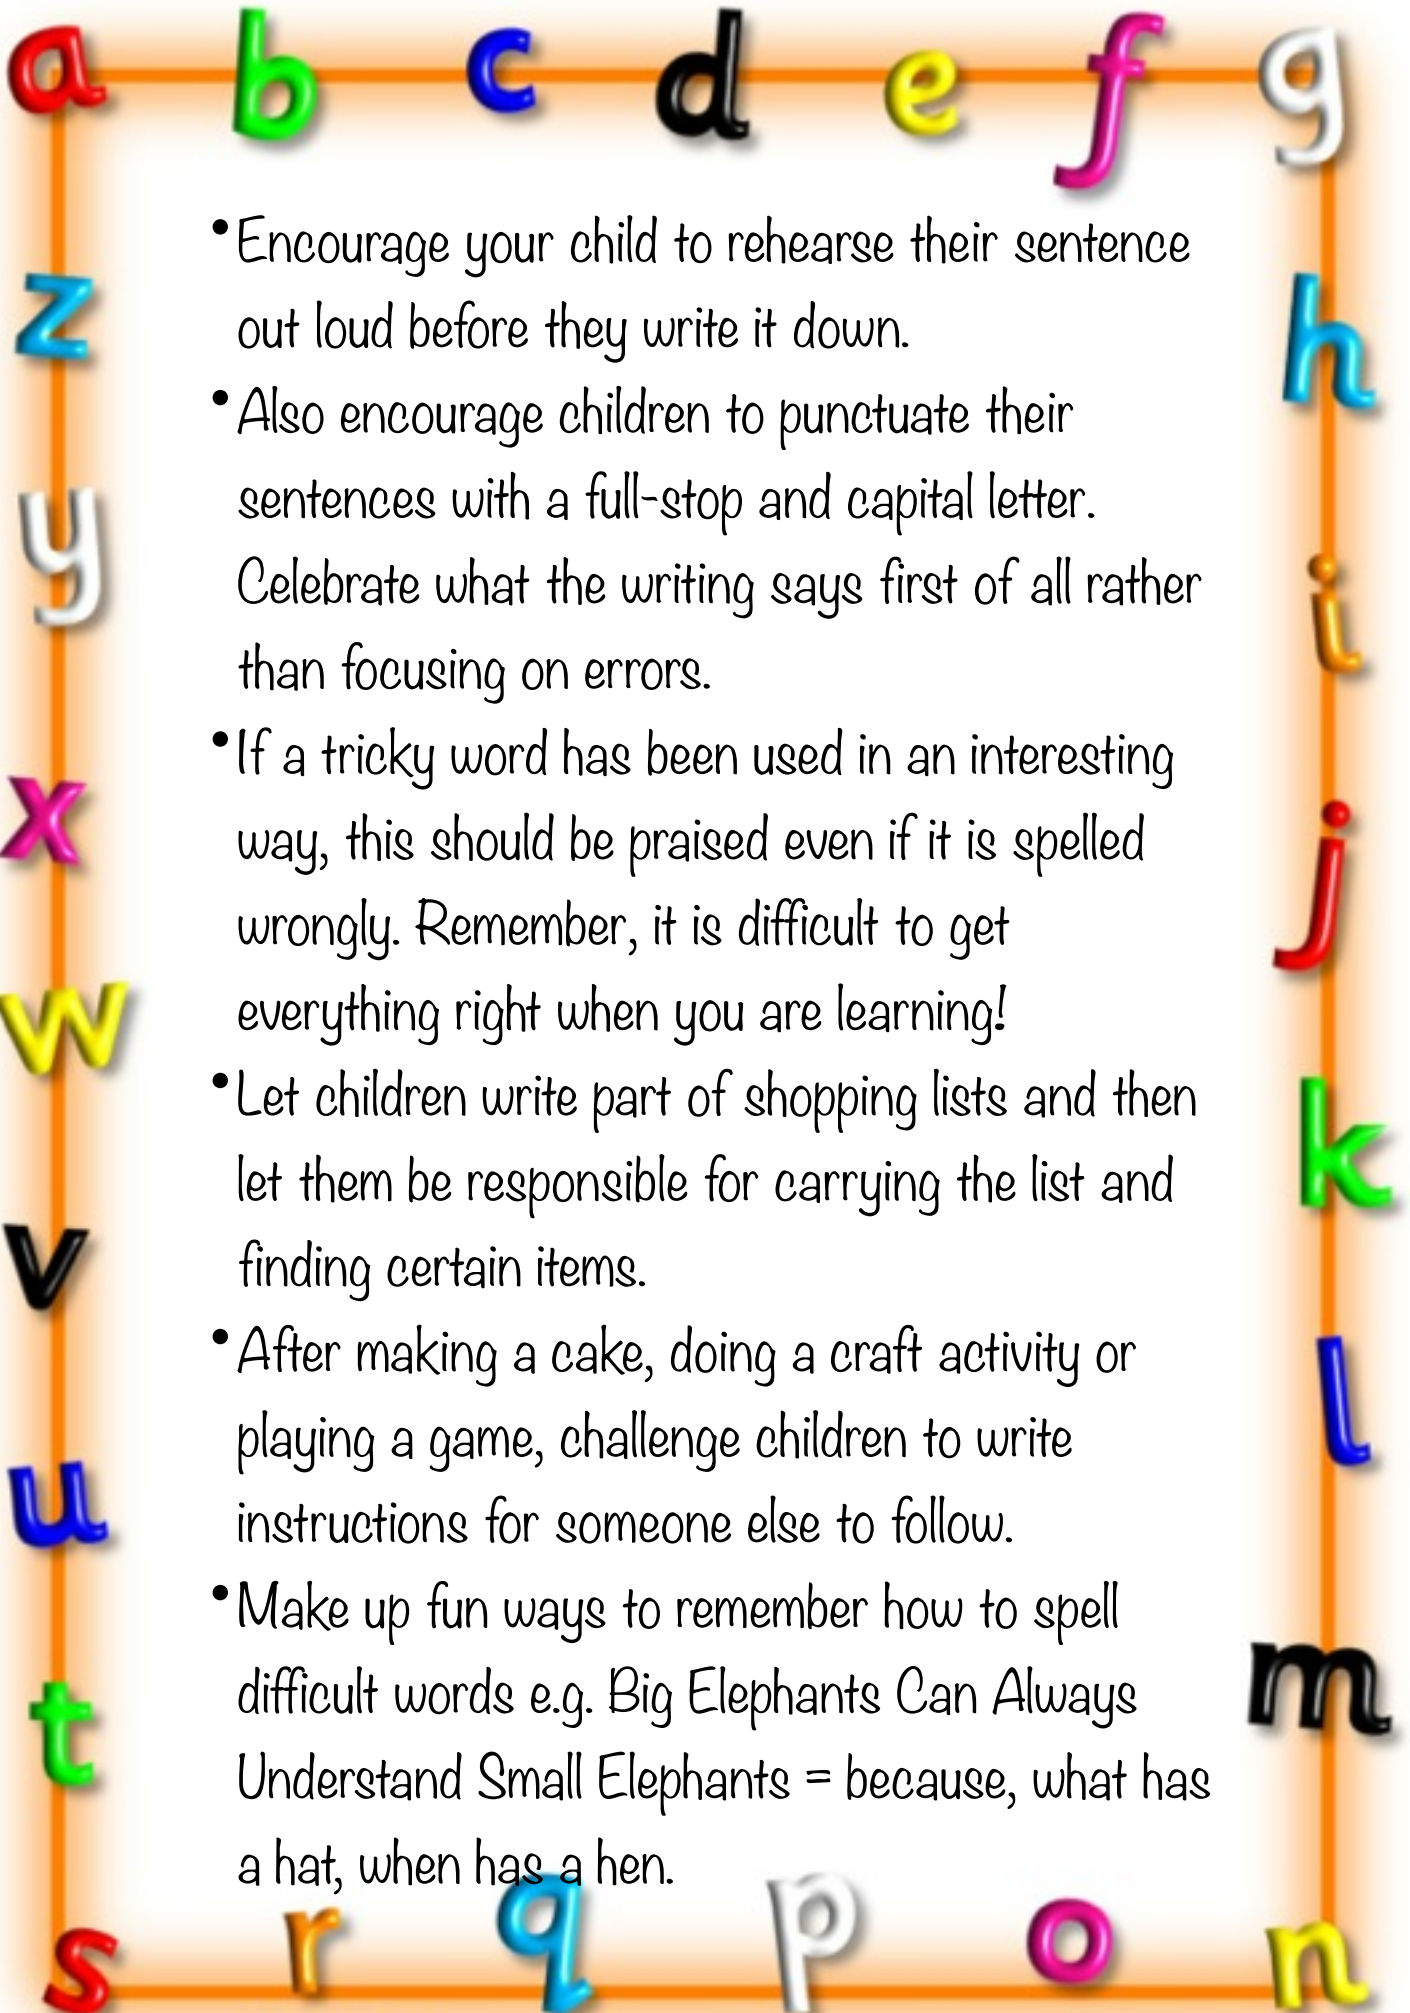 a b c d e f g
•Encourage your child to rehearse their sentence
out loud before they write it down.
•Also encourage children to punctuate their
sentences with a full-stop and capital letter.
Celebrate what the writing says first of all rather
than focusing on errors.
•If a tricky word has been used in an interesting
way, this should be praised even if it is spelled
wrongly. Remember, it is difficult to get
everything right when you are learning!
•Let children write part of shopping lists and then
let them be responsible for carrying the list and
finding certain items.
•After making a cake, doing a craft activity or
playing a game, challenge children to write
instructions for someone else to follow.
•Make up fun ways to remember how to spell
difficult words e.g. Big Elephants Can Always
Understand Small Elephants = because, what has
a hat, when has a hen.
h
i
j
k
l
m
n
o
p
q
r
s
t
u
v
w
x
y
z